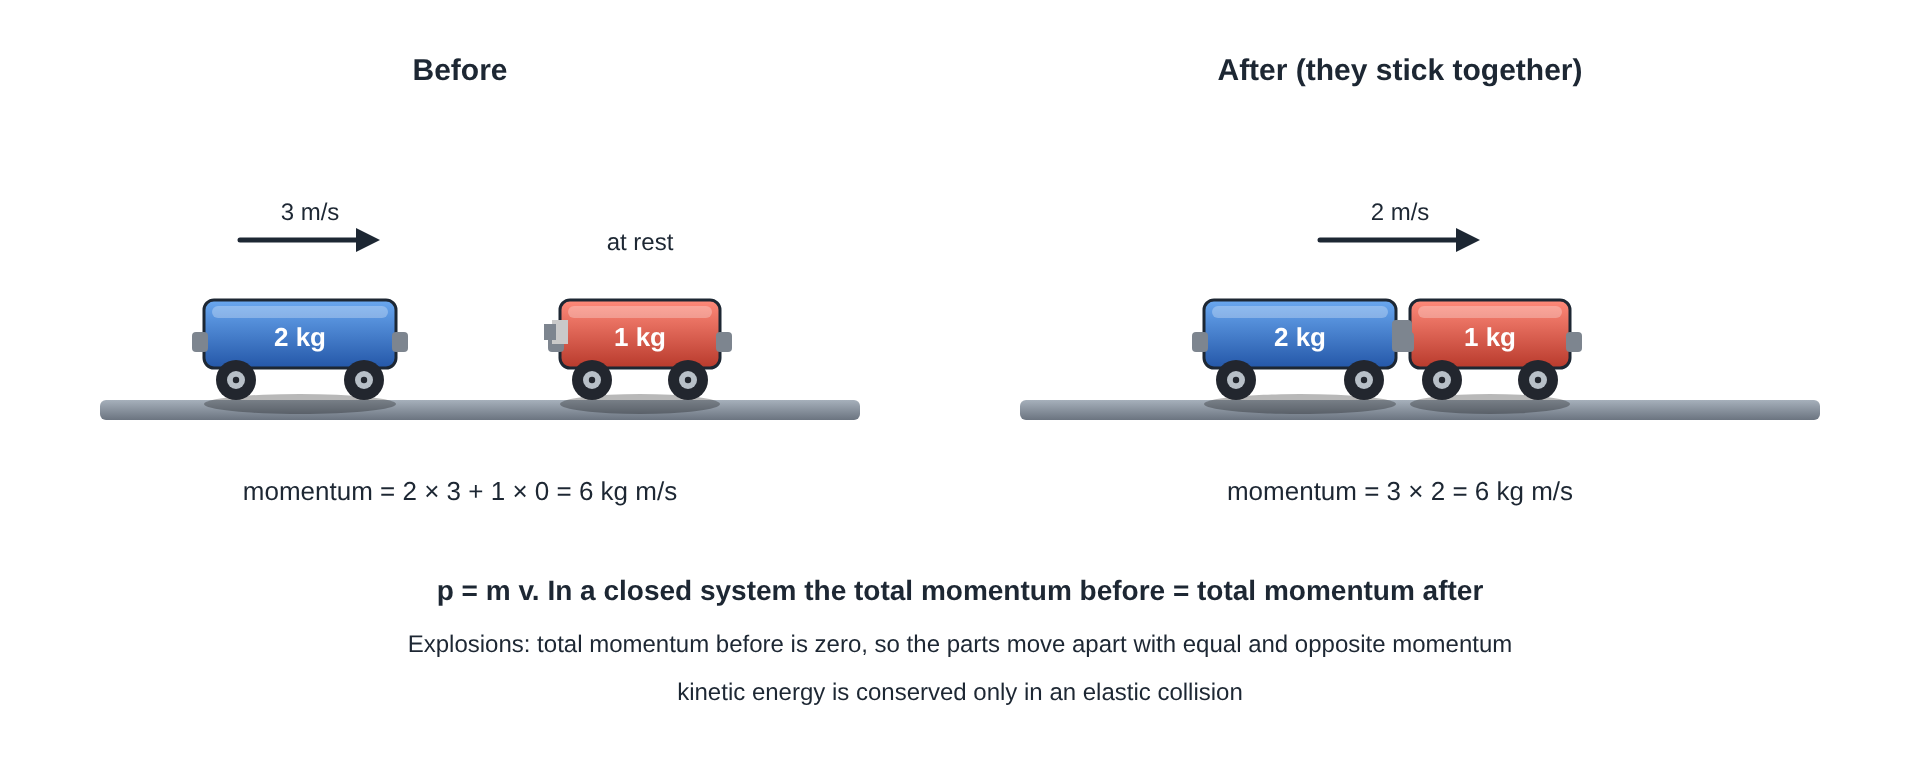 Before
After (they stick together)
3 m/s
at rest
2 m/s
2 kg
1 kg
2 kg
1 kg
momentum = 2 × 3 + 1 × 0 = 6 kg m/s
momentum = 3 × 2 = 6 kg m/s
p = m v. In a closed system the total momentum before = total momentum after
Explosions: total momentum before is zero, so the parts move apart with equal and opposite momentum
kinetic energy is conserved only in an elastic collision